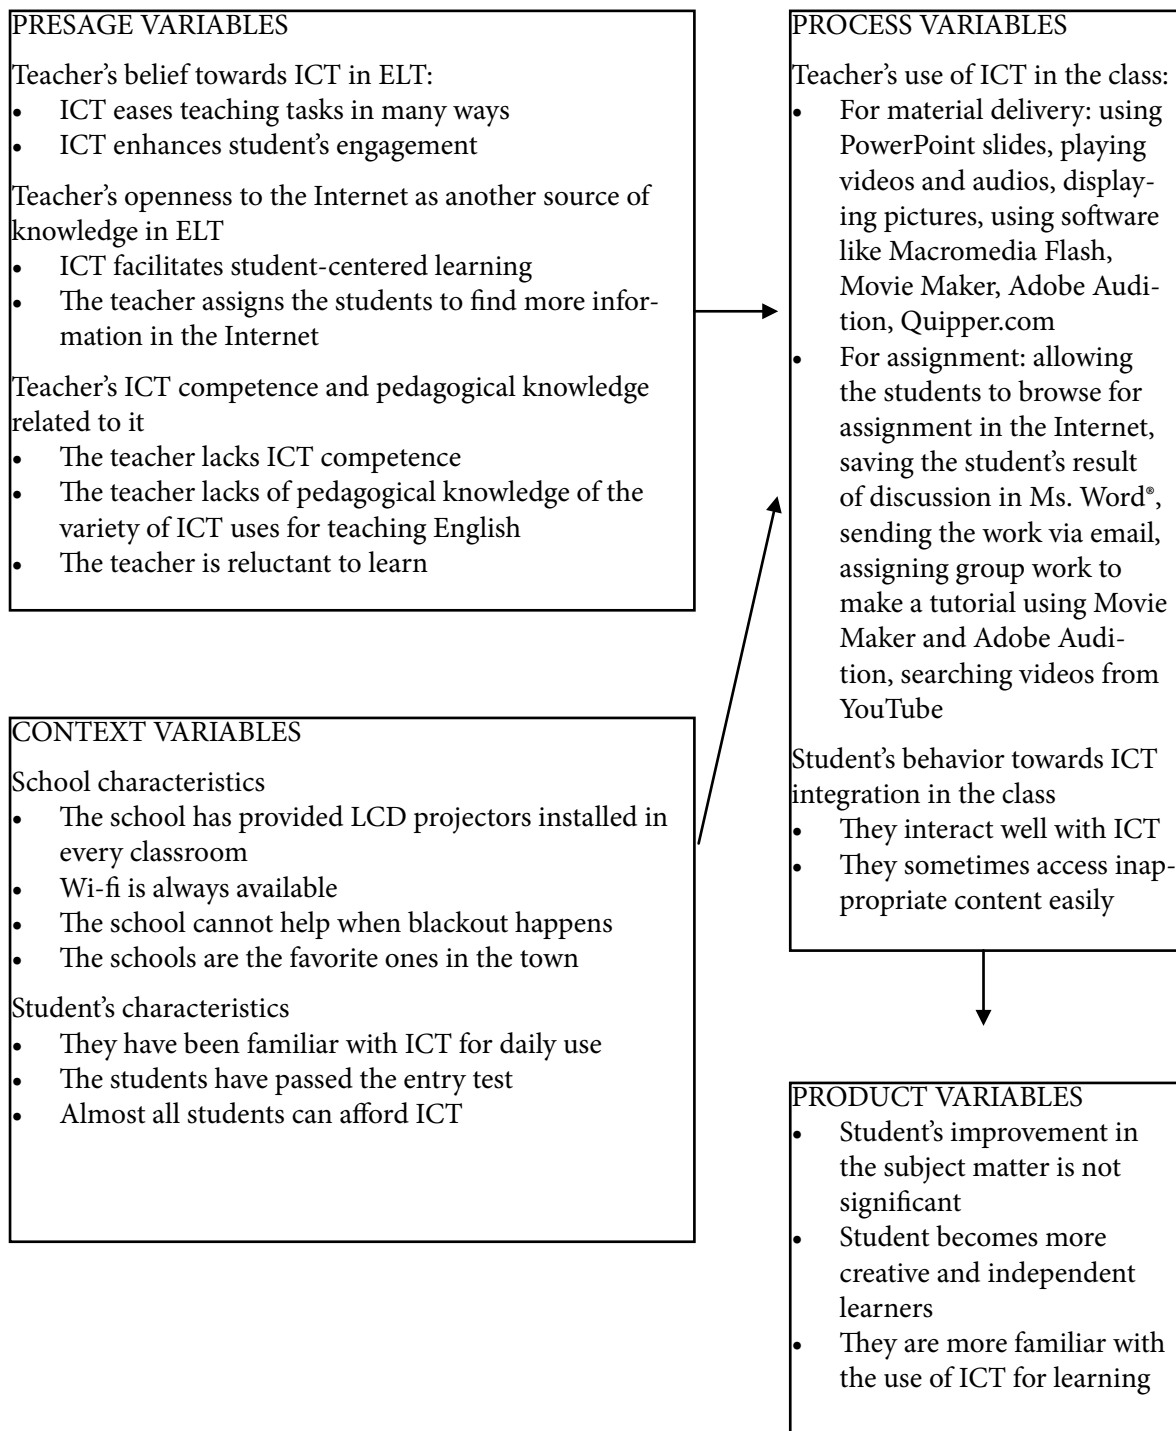 PRESAGE VARIABLES
Teacher’s belief towards ICT in ELT:
• ICT eases teaching tasks in many ways
• ICT enhances student’s engagement
Teacher’s openness to the Internet as another source of
knowledge in ELT
• ICT facilitates student-centered learning
• The teacher assigns the students to find more infor-
mation in the Internet
Teacher’s ICT competence and pedagogical knowledge
related to it
• The teacher lacks ICT competence
• The teacher lacks of pedagogical knowledge of the
variety of ICT uses for teaching English
• The teacher is reluctant to learn
CONTEXT VARIABLES
School characteristics
• The school has provided LCD projectors installed in
every classroom
• Wi-fi is always available
• The school cannot help when blackout happens
• The schools are the favorite ones in the town
Student’s characteristics
• They have been familiar with ICT for daily use
• The students have passed the entry test
• Almost all students can afford ICT
PROCESS VARIABLES
Teacher’s use of ICT in the class:
• For material delivery: using
PowerPoint slides, playing
videos and audios, display-
ing pictures, using software
like Macromedia Flash,
Movie Maker, Adobe Audi-
tion, Quipper.com
• For assignment: allowing
the students to browse for
assignment in the Internet,
saving the student’s result
of discussion in Ms. Word®,
sending the work via email,
assigning group work to
make a tutorial using Movie
Maker and Adobe Audi-
tion, searching videos from
YouTube
Student’s behavior towards ICT
integration in the class
• They interact well with ICT
• They sometimes access inap-
propriate content easily
PRODUCT VARIABLES
• Student’s improvement in
the subject matter is not
significant
• Student becomes more
creative and independent
learners
• They are more familiar with
the use of ICT for learning